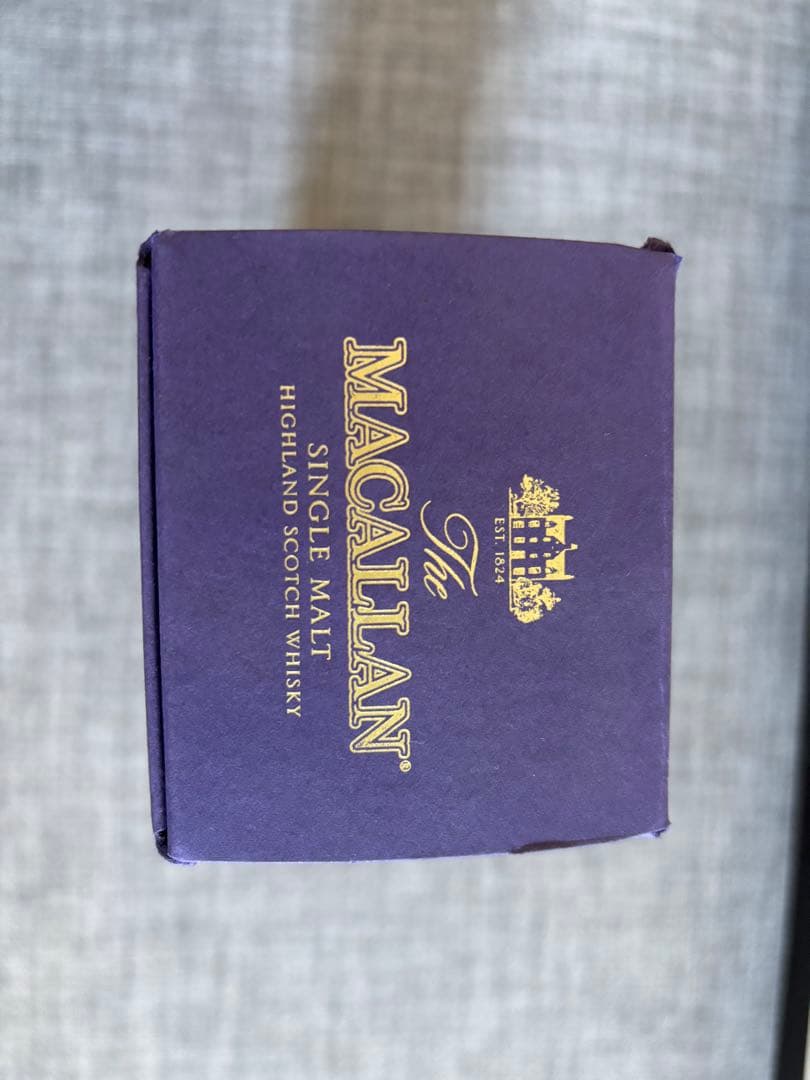 EST. 1824
The
MACALLAN®
SINGLE MALT
HIGHLAND SCOTCH WHISKY